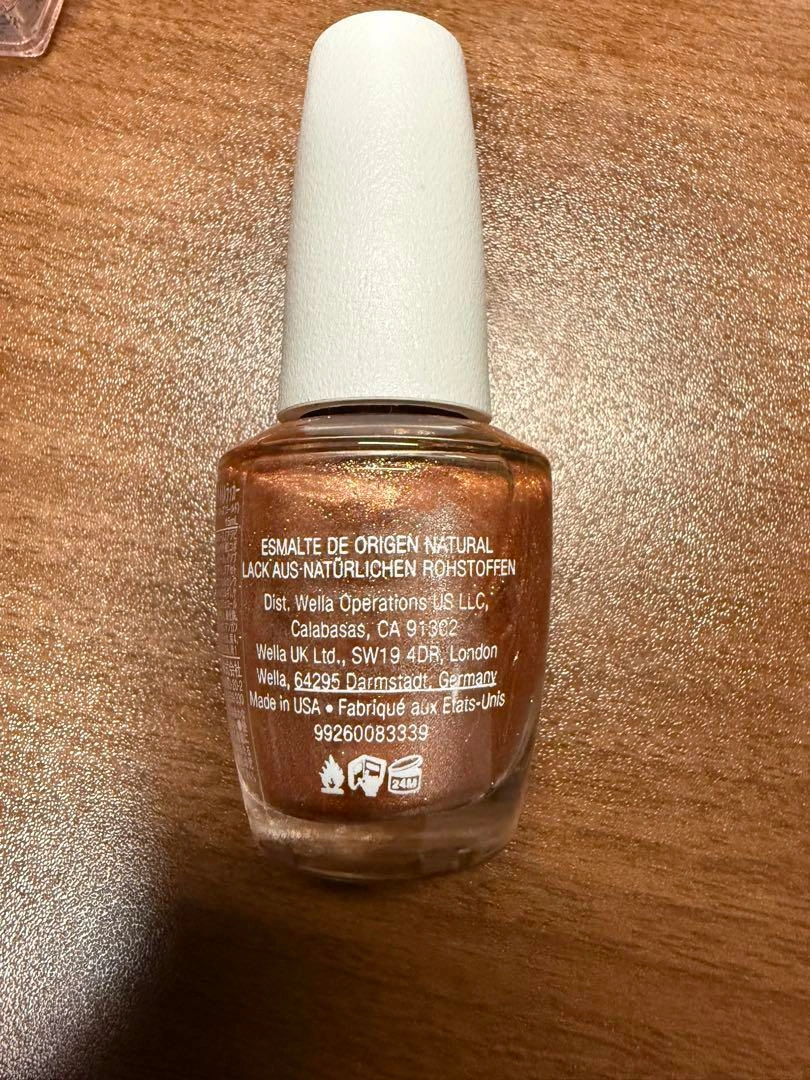 ESMALTE DE ORIGEN NATURAL
LACK AUS NATÜRLICHEN ROHSTOFFEN
Dist. Wella Operations US LLC,
Calabasas, CA 91302
Wella UK Ltd., SW19 4DR, London
Wella, 64295 Darmstadt, Germany
Made in USA • Fabriqué aux États-Unis
99260083339
24M